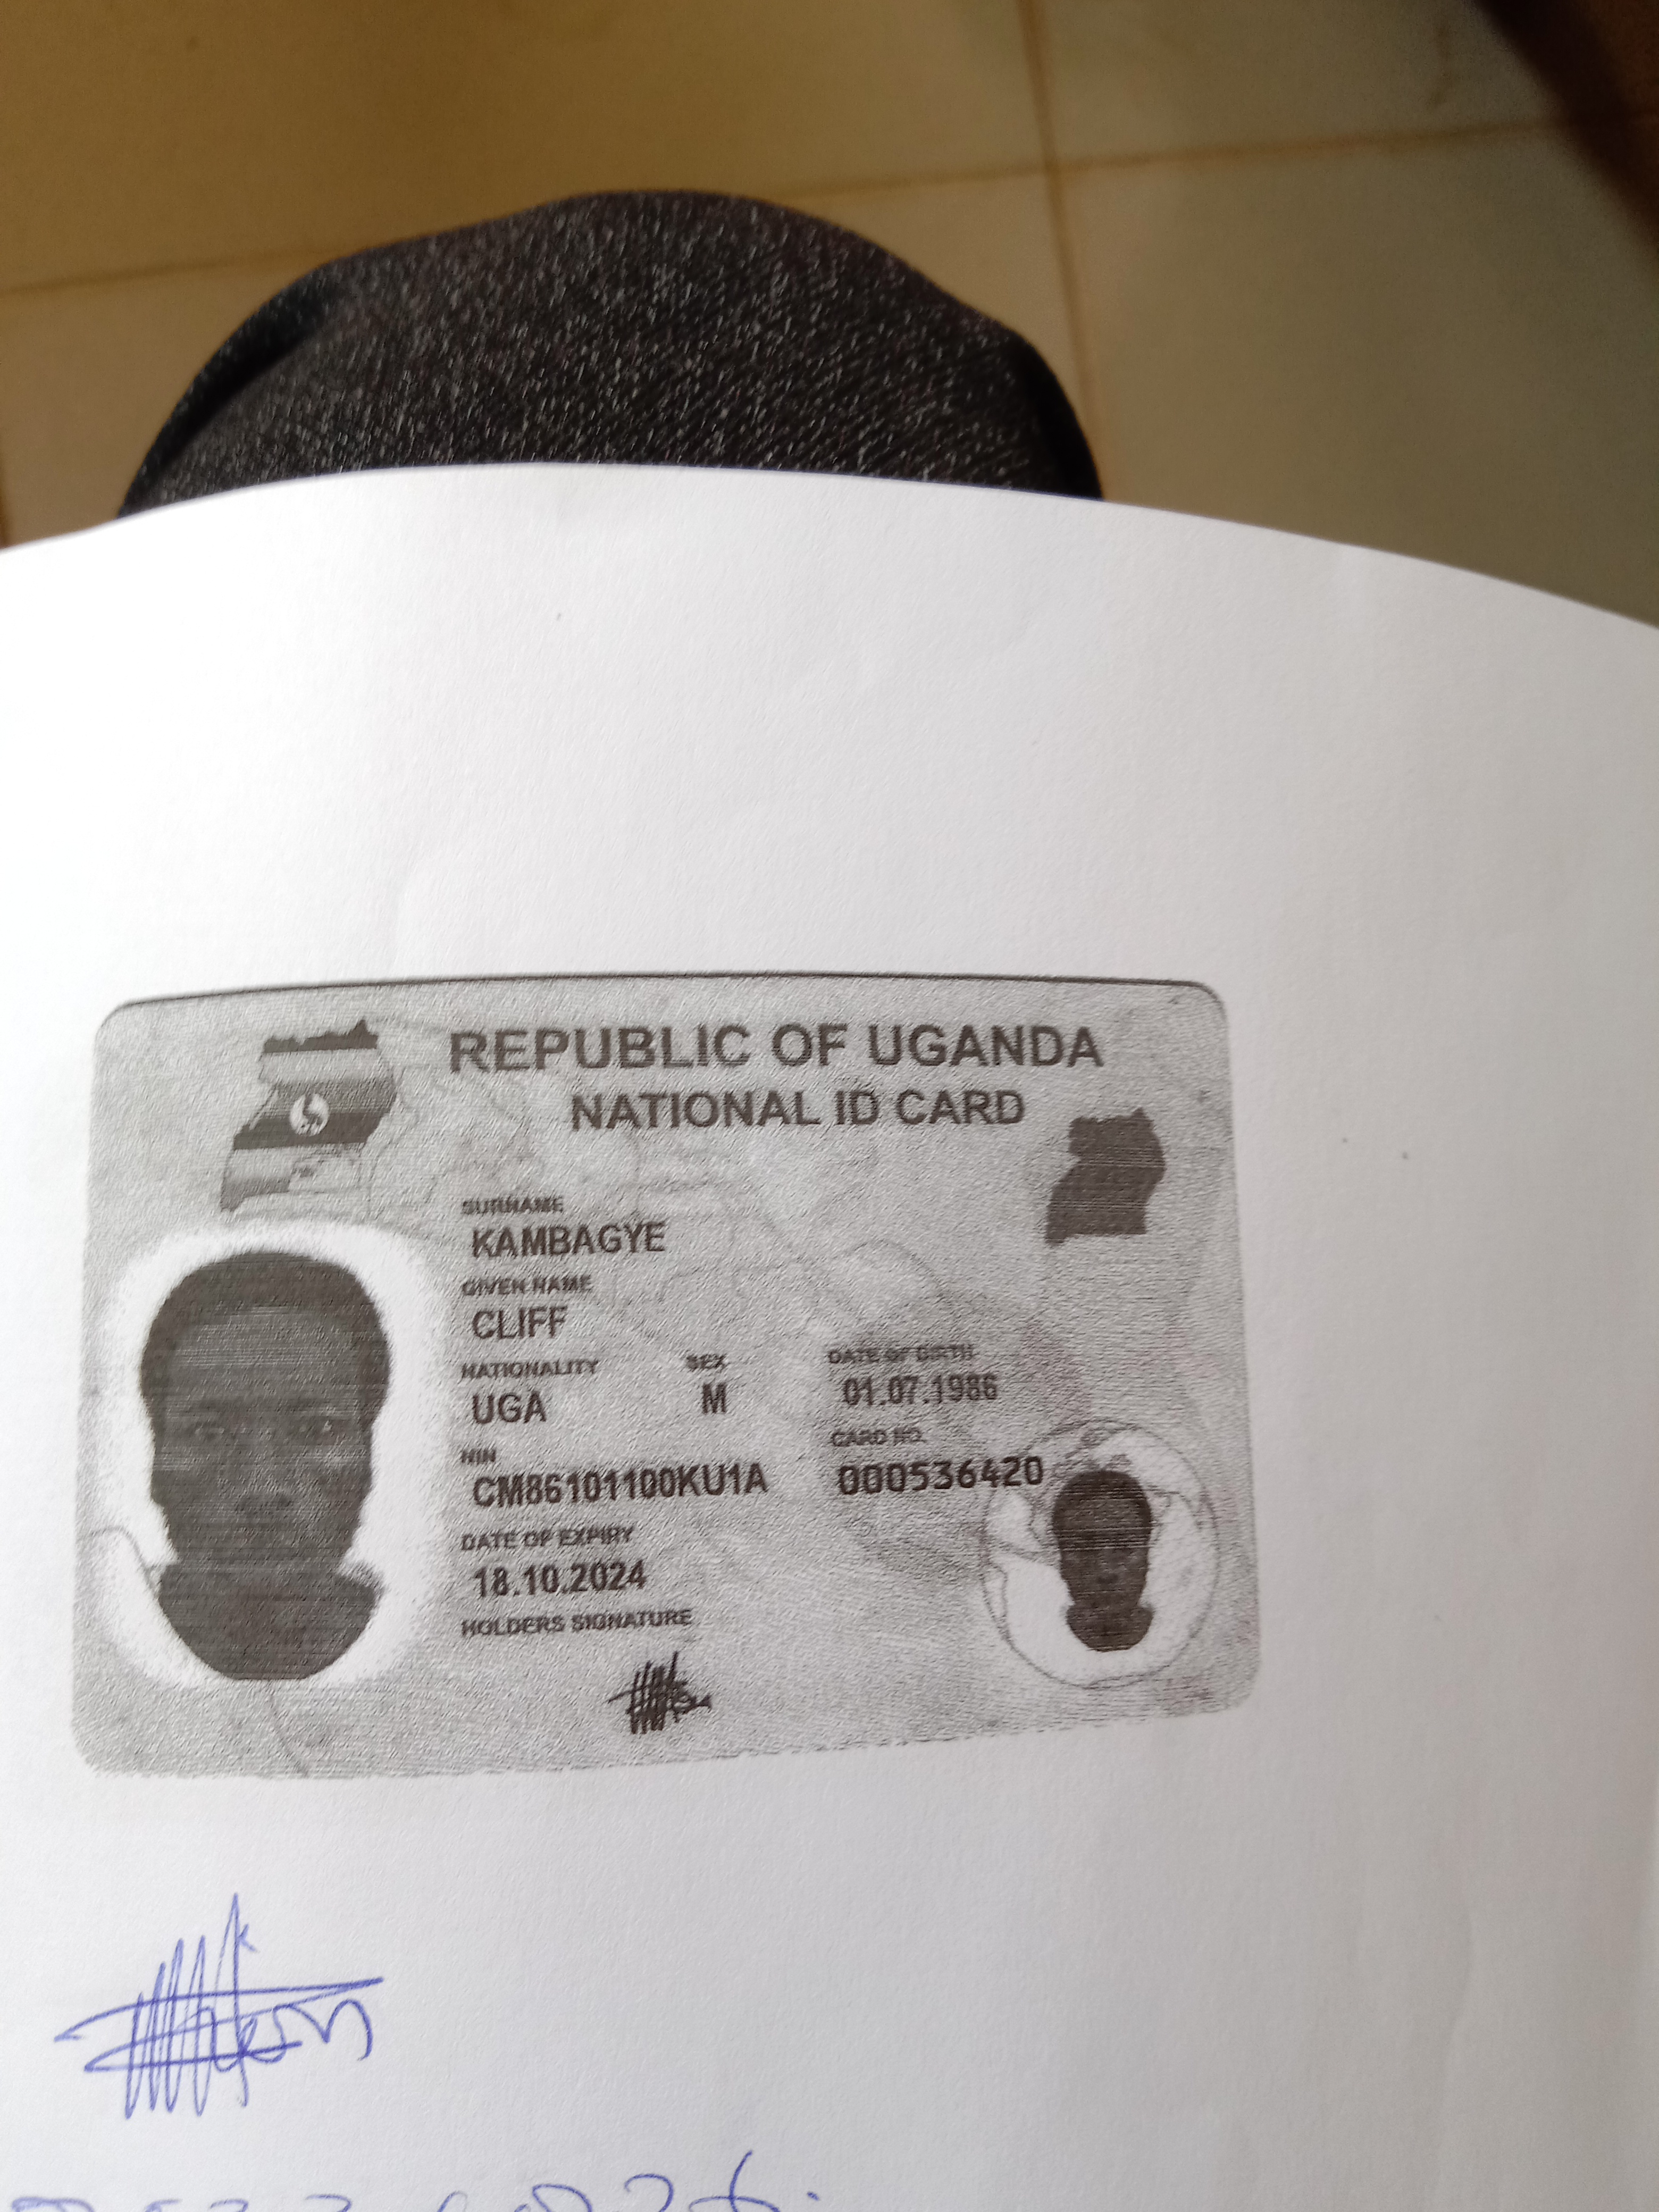 REPUBLIC OF UGANDA
NATIONAL ID CARD
SURNAME
KAMBAGYE
GIVEN NAME
CLIFF
NATIONALITY SEX DATE OF BIRTH
UGA M 01.07.1986
NIN CARD NO.
CM86101100KU1A 000536420
DATE OF EXPIRY
18.10.2024
HOLDERS SIGNATURE